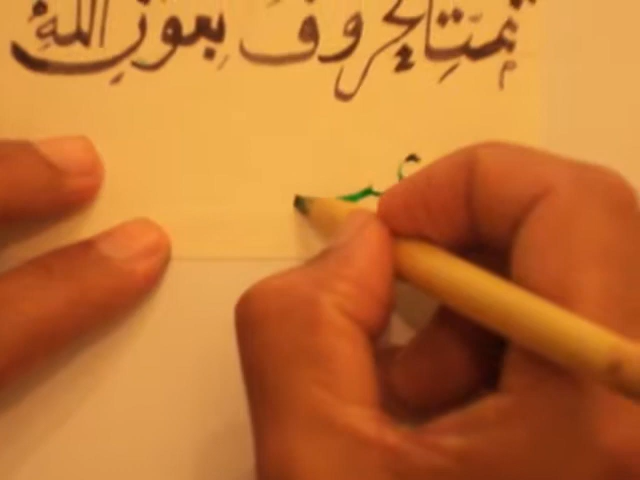 تمت الحروف بعون الله